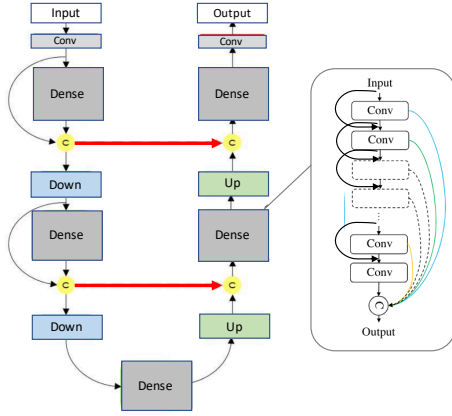 Input
Output
Conv
Conv
Dense
Dense
Input
Conv
Conv
C
C
Down
Up
Dense
Dense
Conv
Conv
C
C
C
Output
Down
Up
Dense